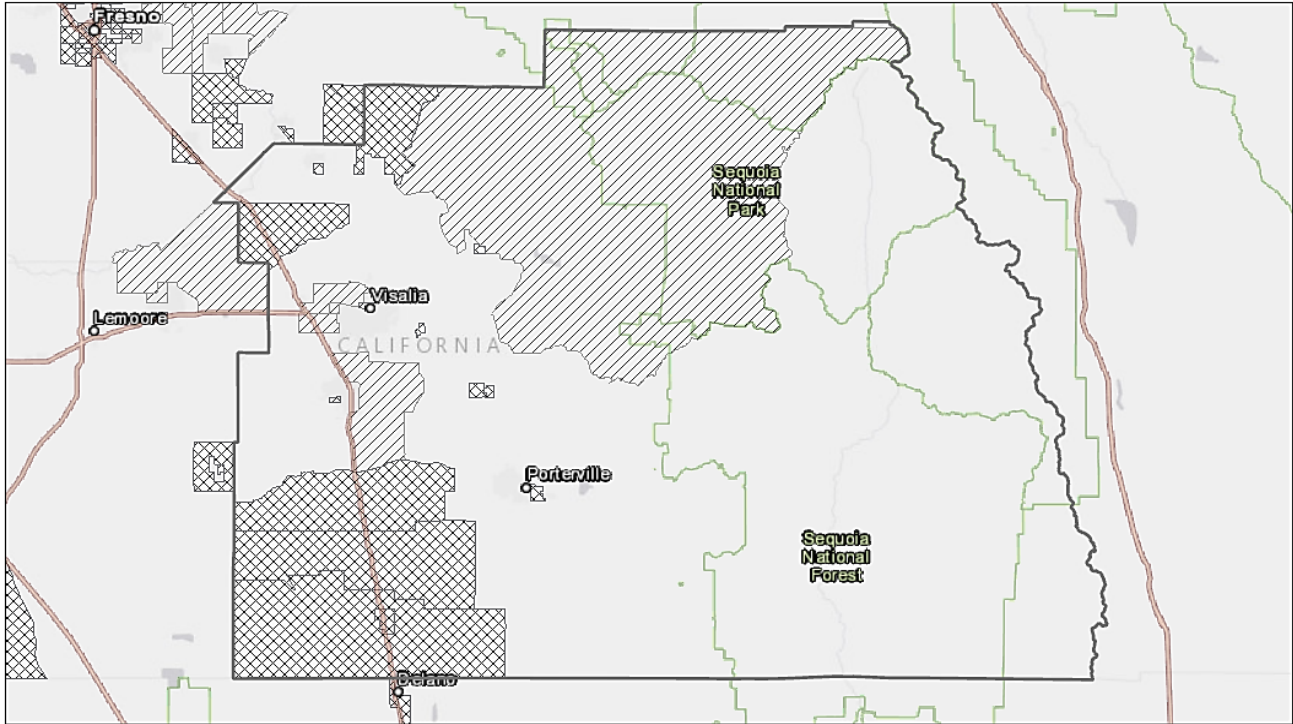 Fresno
Sequoia
National
Park
Visalia
Lemoore
CALIFORNIA
Porterville
Sequoia
National
Forest
Delano